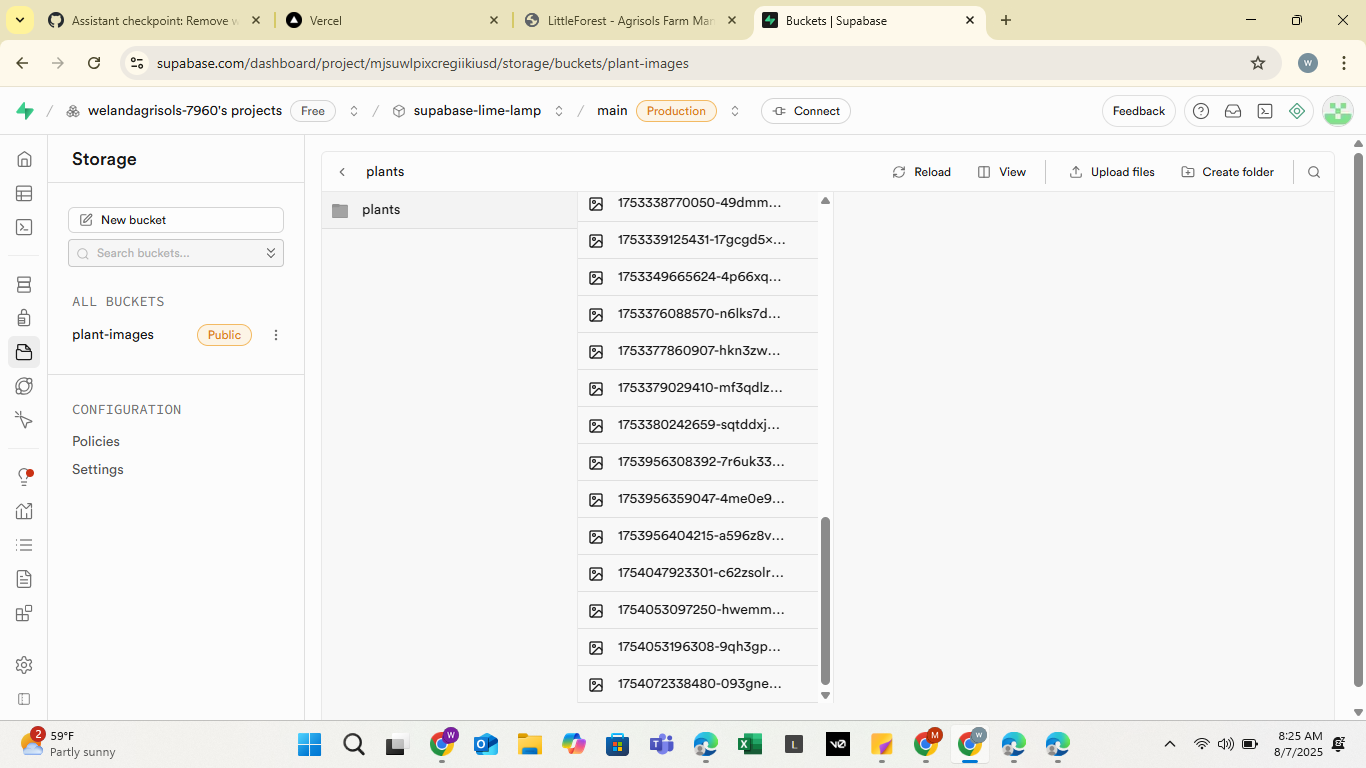 Assistant checkpoint: Remove w
Vercel
LittleForest - Agrisols Farm Man
Buckets | Supabase
supabase.com/dashboard/project/mjsuwlpixcregiikiusd/storage/buckets/plant-images
W
welandagrisols-7960's projects
Free
supabase-lime-lamp
main
Production
Connect
Feedback
Storage
New bucket
Search buckets...
ALL BUCKETS
plant-images
Public
CONFIGURATION
Policies
Settings
plants
Reload
View
Upload files
Create folder
plants
1753338770050-49dmm...
1753339125431-17gcgd5x...
1753349665624-4p66xq...
1753376088570-n6lks7d...
1753377860907-hkn3zw...
1753379029410-mf3qdlz...
1753380242659-sqtddxj...
1753956308392-7r6uk33...
1753956359047-4me0e9...
1753956404215-a596z8v...
1754047923301-c62zsolr...
1754053097250-hwemm...
1754053196308-9qh3gp...
1754072338480-093gne...
2
59°F
Partly sunny
W
L
v0
M
W
8:25 AM
8/7/2025